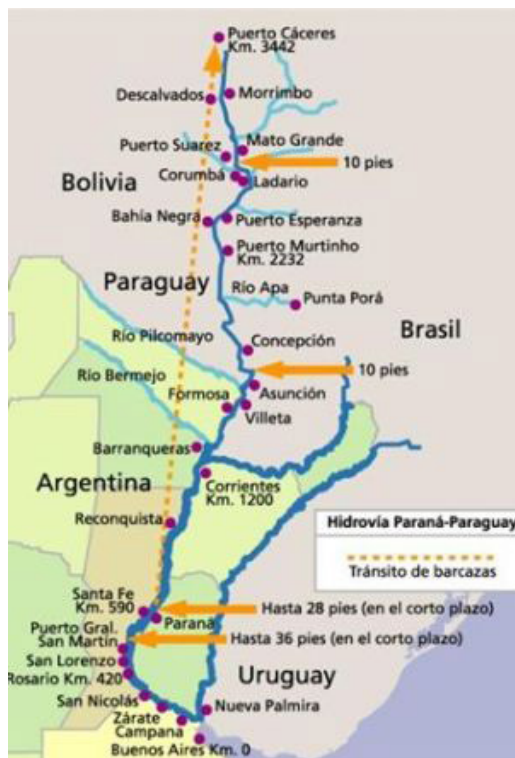 Puerto Cáceres
Km. 3442
Descalvados
Morrimbo
Puerto Suarez
Mato Grande
10 pies
Corumbá
Ladario
Bolivia
Bahía Negra
Puerto Esperanza
Puerto Murtinho
Km. 2232
Paraguay
Río Apa
Punta Porá
Brasil
Río Pilcomayo
Concepción
Río Bermejo
10 pies
Asunción
Formosa
Villeta
Barranqueras
Argentina
Corrientes
Km. 1200
Reconquista
Hidrovía Paraná-Paraguay
Tránsito de barcazas
Santa Fe
Km. 590
Paraná
Hasta 28 pies (en el corto plazo)
Puerto Gral.
San Martín
Hasta 36 pies (en el corto plazo)
San Lorenzo
Rosario Km. 420
Uruguay
San Nicolás
Nueva Palmira
Zárate
Campana
Buenos Aires Km. 0